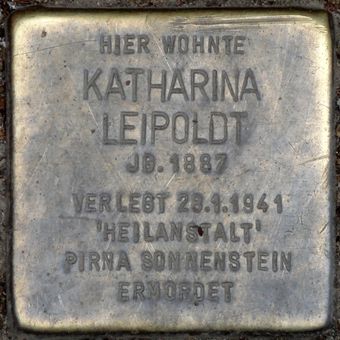 HIER WOHNTE
KATHARINA
LEIPOLDT
JG. 1887
VERLEGT 29.1.1941
'HEILANSTALT'
PIRNA SONNENSTEIN
ERMORDET